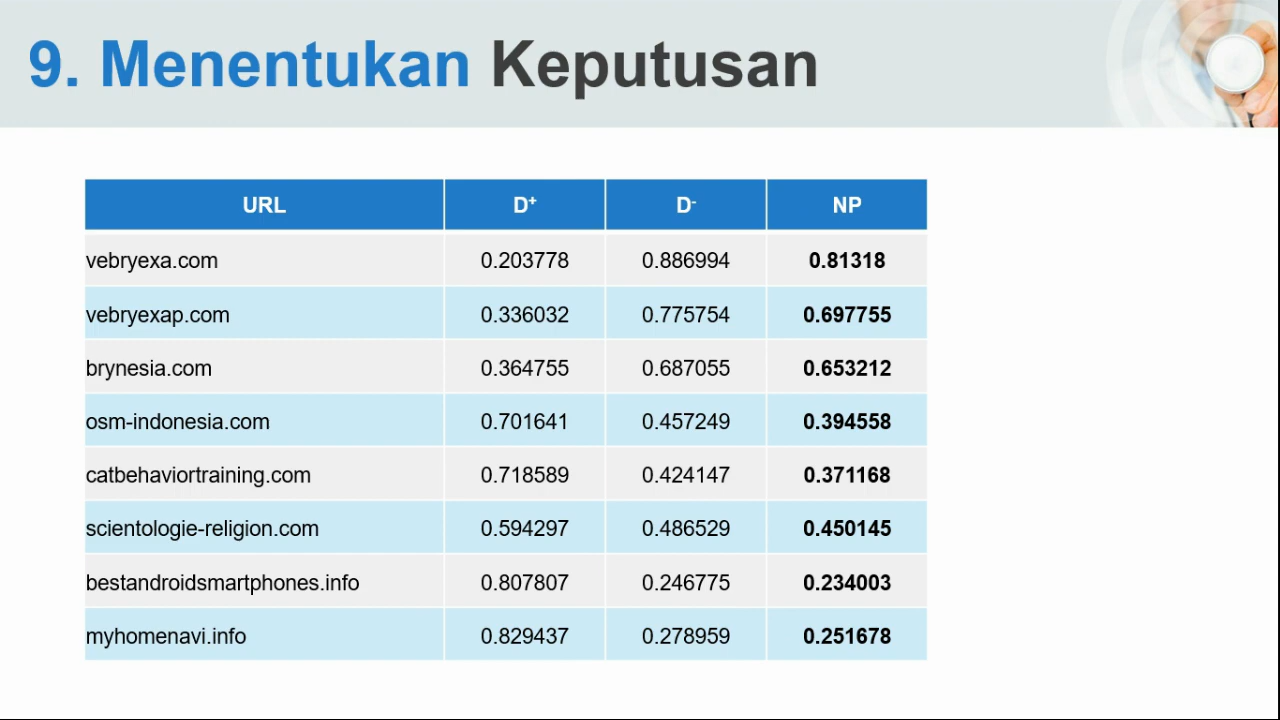 9. Menentukan Keputusan
URL D⁺ D⁻ NP
vebryexa.com 0.203778 0.886994 0.81318
vebryexap.com 0.336032 0.775754 0.697755
brynesia.com 0.364755 0.687055 0.653212
osm-indonesia.com 0.701641 0.457249 0.394558
catbehaviortraining.com 0.718589 0.424147 0.371168
scientologie-religion.com 0.594297 0.486529 0.450145
bestandroidsmartphones.info 0.807807 0.246775 0.234003
myhomenavi.info 0.829437 0.278959 0.251678